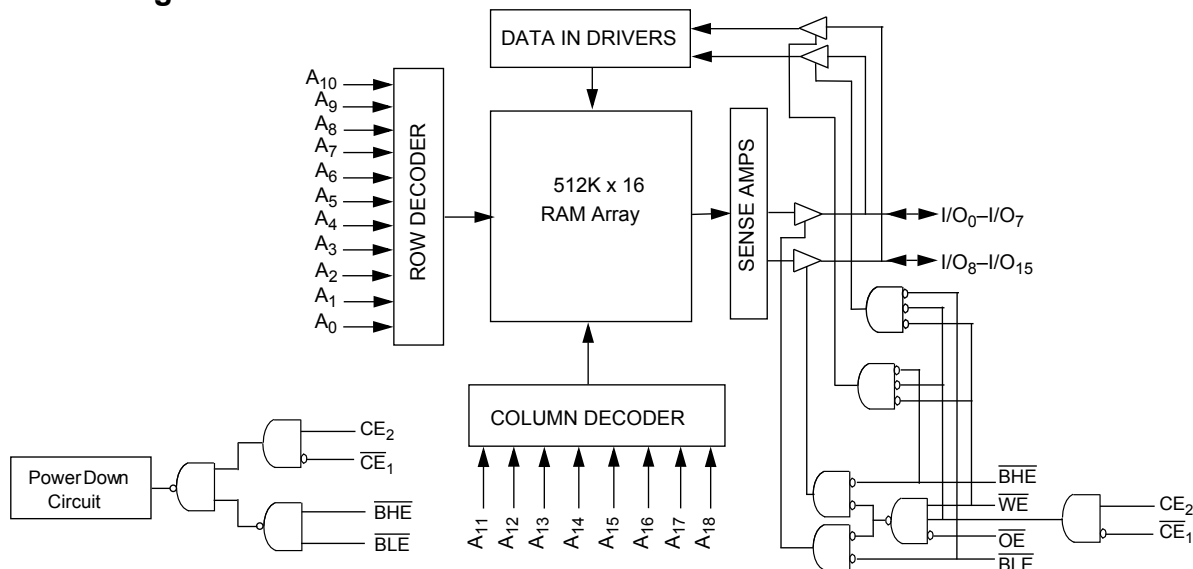 DATA IN DRIVERS
A10
A9
A8
A7
A6
A5
A4
A3
A2
A1
A0
ROW DECODER
512K x 16
RAM Array
SENSE AMPS
I/O0–I/O7
I/O8–I/O15
COLUMN DECODER
A11
A12
A13
A14
A15
A16
A17
A18
Power Down
Circuit
CE2
CE1
BHE
BLE
BHE
WE
OE
BLE
CE2
CE1